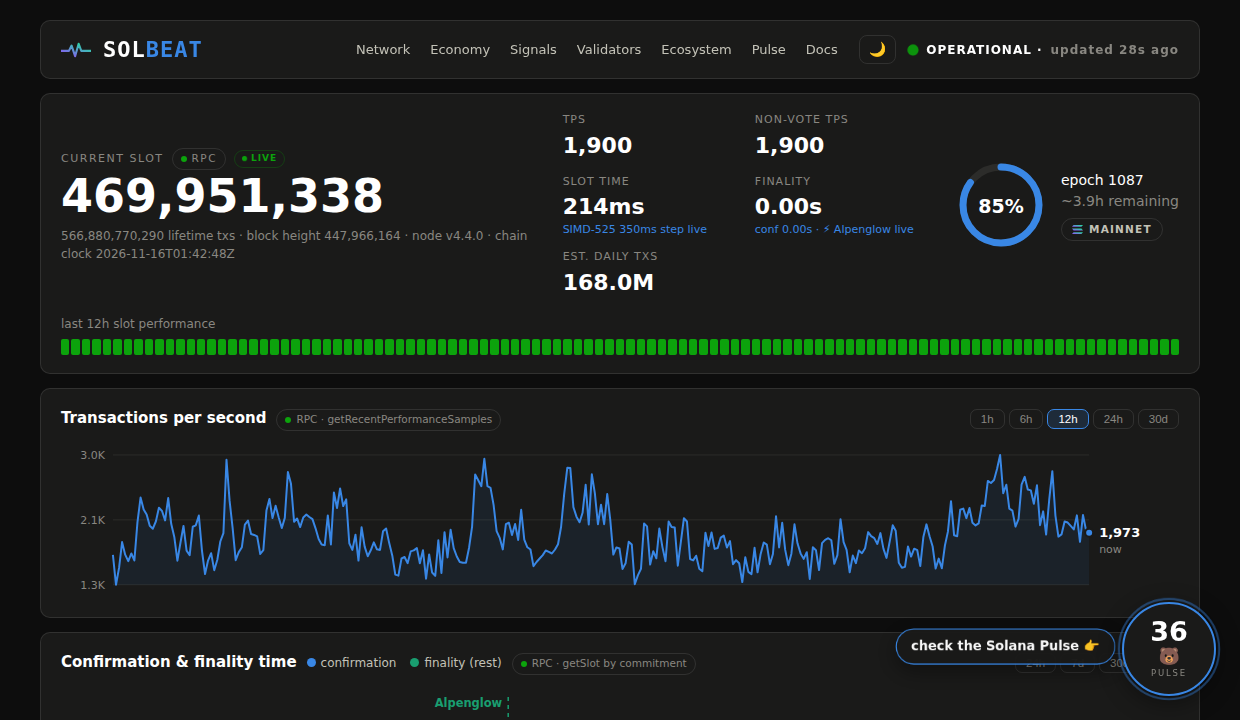 SOLBEAT
Network Economy Signals Validators Ecosystem Pulse Docs 🌙 OPERATIONAL · updated 28s ago
CURRENT SLOT RPC LIVE
469,951,338
566,880,770,290 lifetime txs · block height 447,966,164 · node v4.4.0 · chain
clock 2026-11-16T01:42:48Z
TPS
1,900
NON-VOTE TPS
1,900
SLOT TIME
214ms
SIMD-525 350ms step live
FINALITY
0.00s
conf 0.00s · ⚡ Alpenglow live
EST. DAILY TXS
168.0M
85%
epoch 1087
~3.9h remaining
MAINNET
last 12h slot performance
Transactions per second RPC · getRecentPerformanceSamples
1h 6h 12h 24h 30d
3.0K
2.1K
1.3K
1,973
now
Confirmation & finality time confirmation finality (rest) RPC · getSlot by commitment
check the Solana Pulse 👉
36
🐻
PULSE
Alpenglow